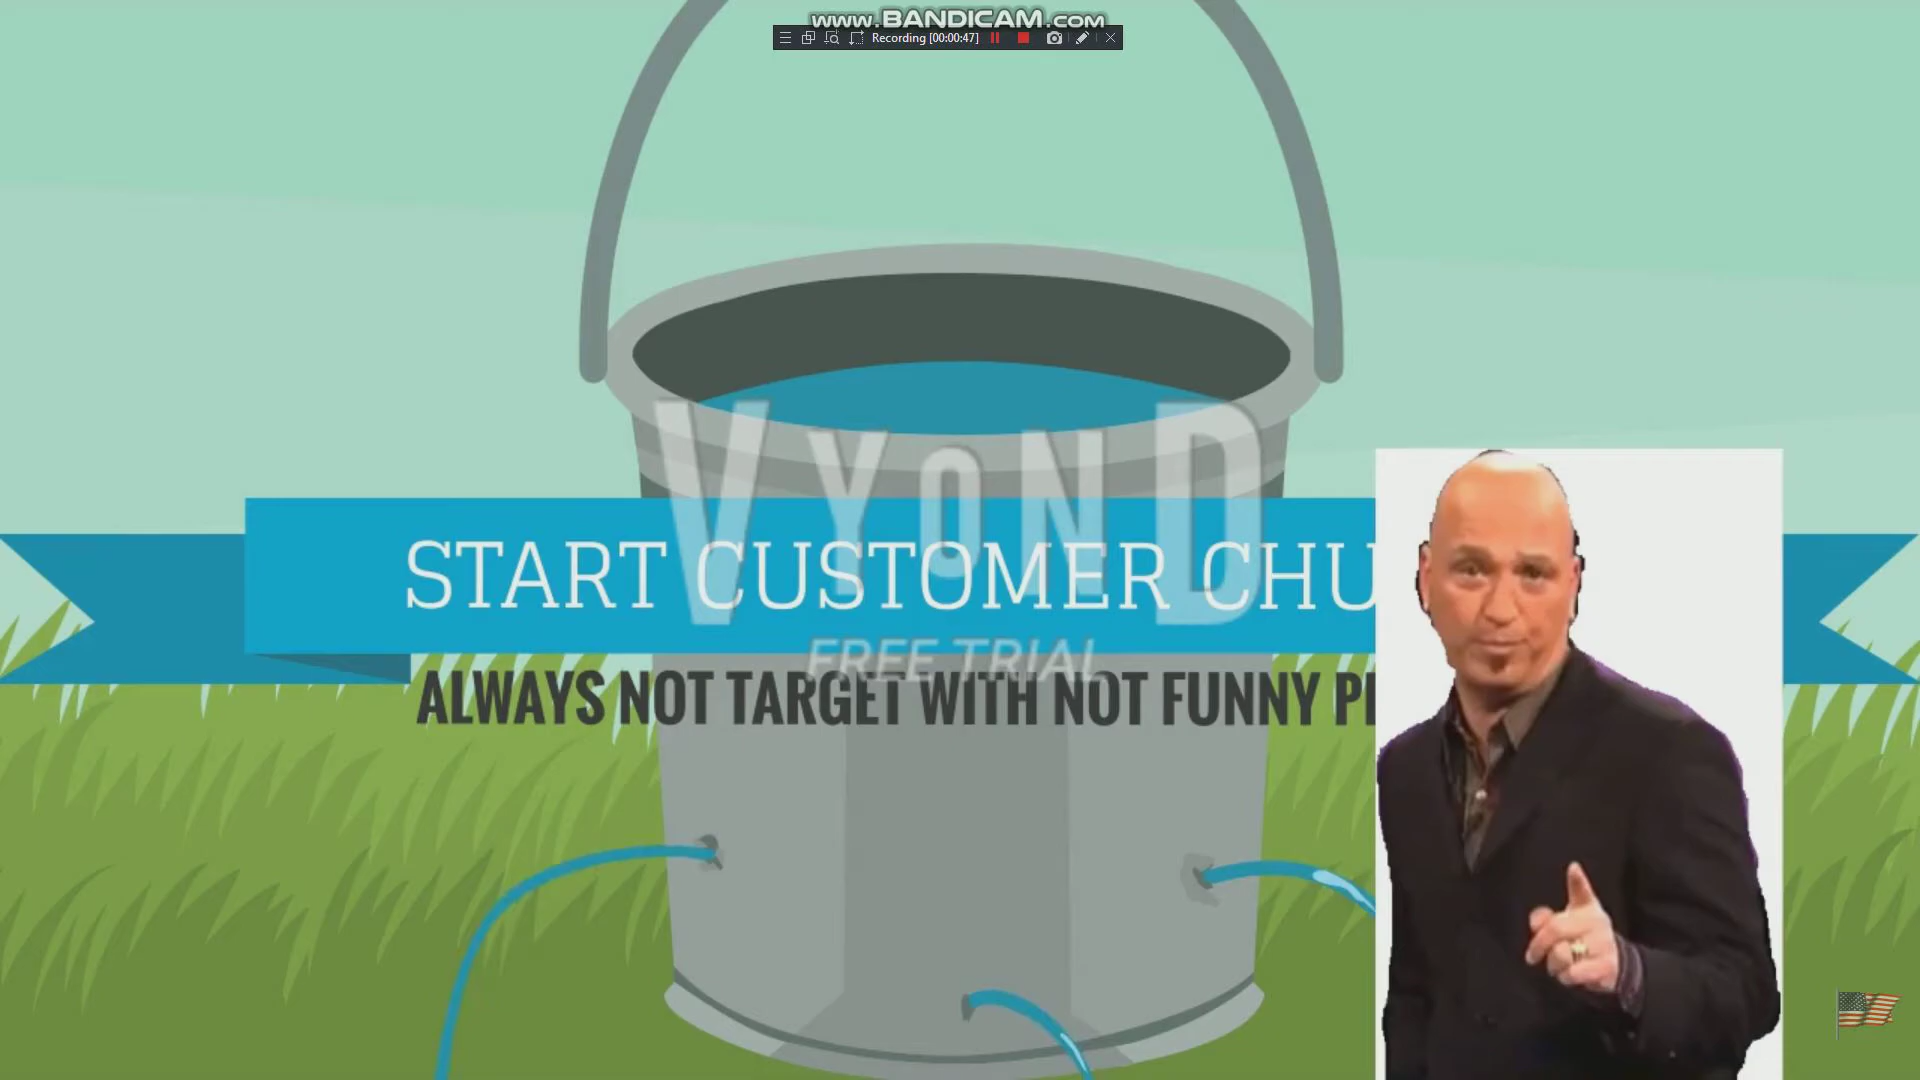 www.BANDICAM.com
Recording [00:00:47]
VYOND
START CUSTOMER CHU
FREE TRIAL
ALWAYS NOT TARGET WITH NOT FUNNY